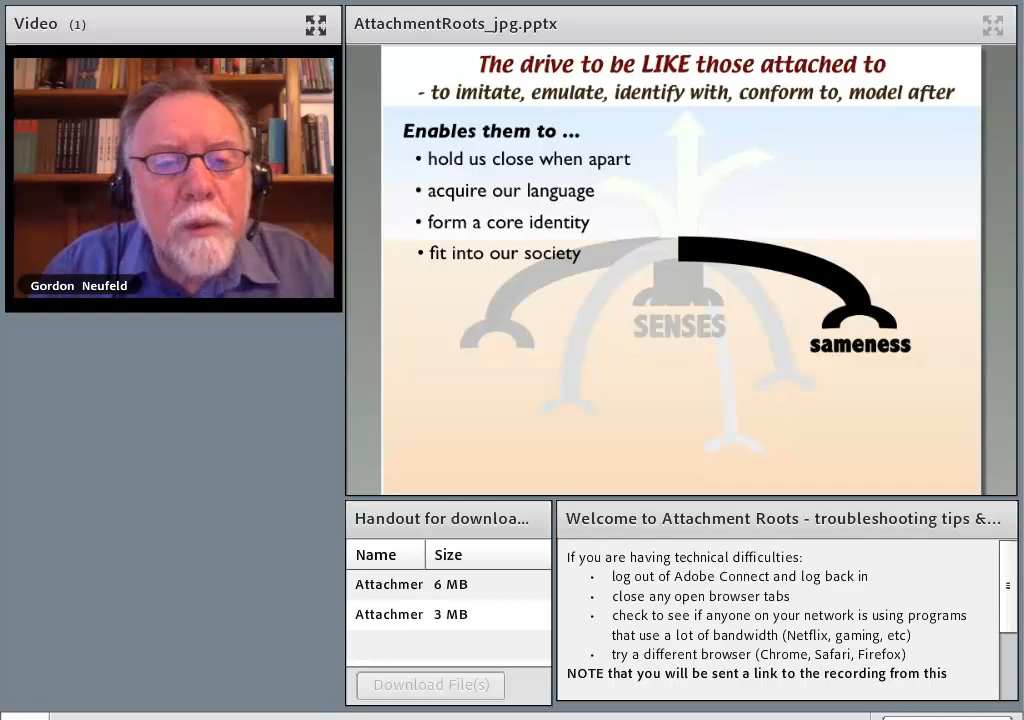 Video (1)
Gordon Neufeld
AttachmentRoots_jpg.pptx
The drive to be LIKE those attached to
- to imitate, emulate, identify with, conform to, model after
Enables them to ...
• hold us close when apart
• acquire our language
• form a core identity
• fit into our society
SENSES
sameness
Handout for downloa...
Name Size
Attachmer 6 MB
Attachmer 3 MB
Download File(s)
Welcome to Attachment Roots - troubleshooting tips &...
If you are having technical difficulties:
• log out of Adobe Connect and log back in
• close any open browser tabs
• check to see if anyone on your network is using programs
that use a lot of bandwidth (Netflix, gaming, etc)
• try a different browser (Chrome, Safari, Firefox)
NOTE that you will be sent a link to the recording from this